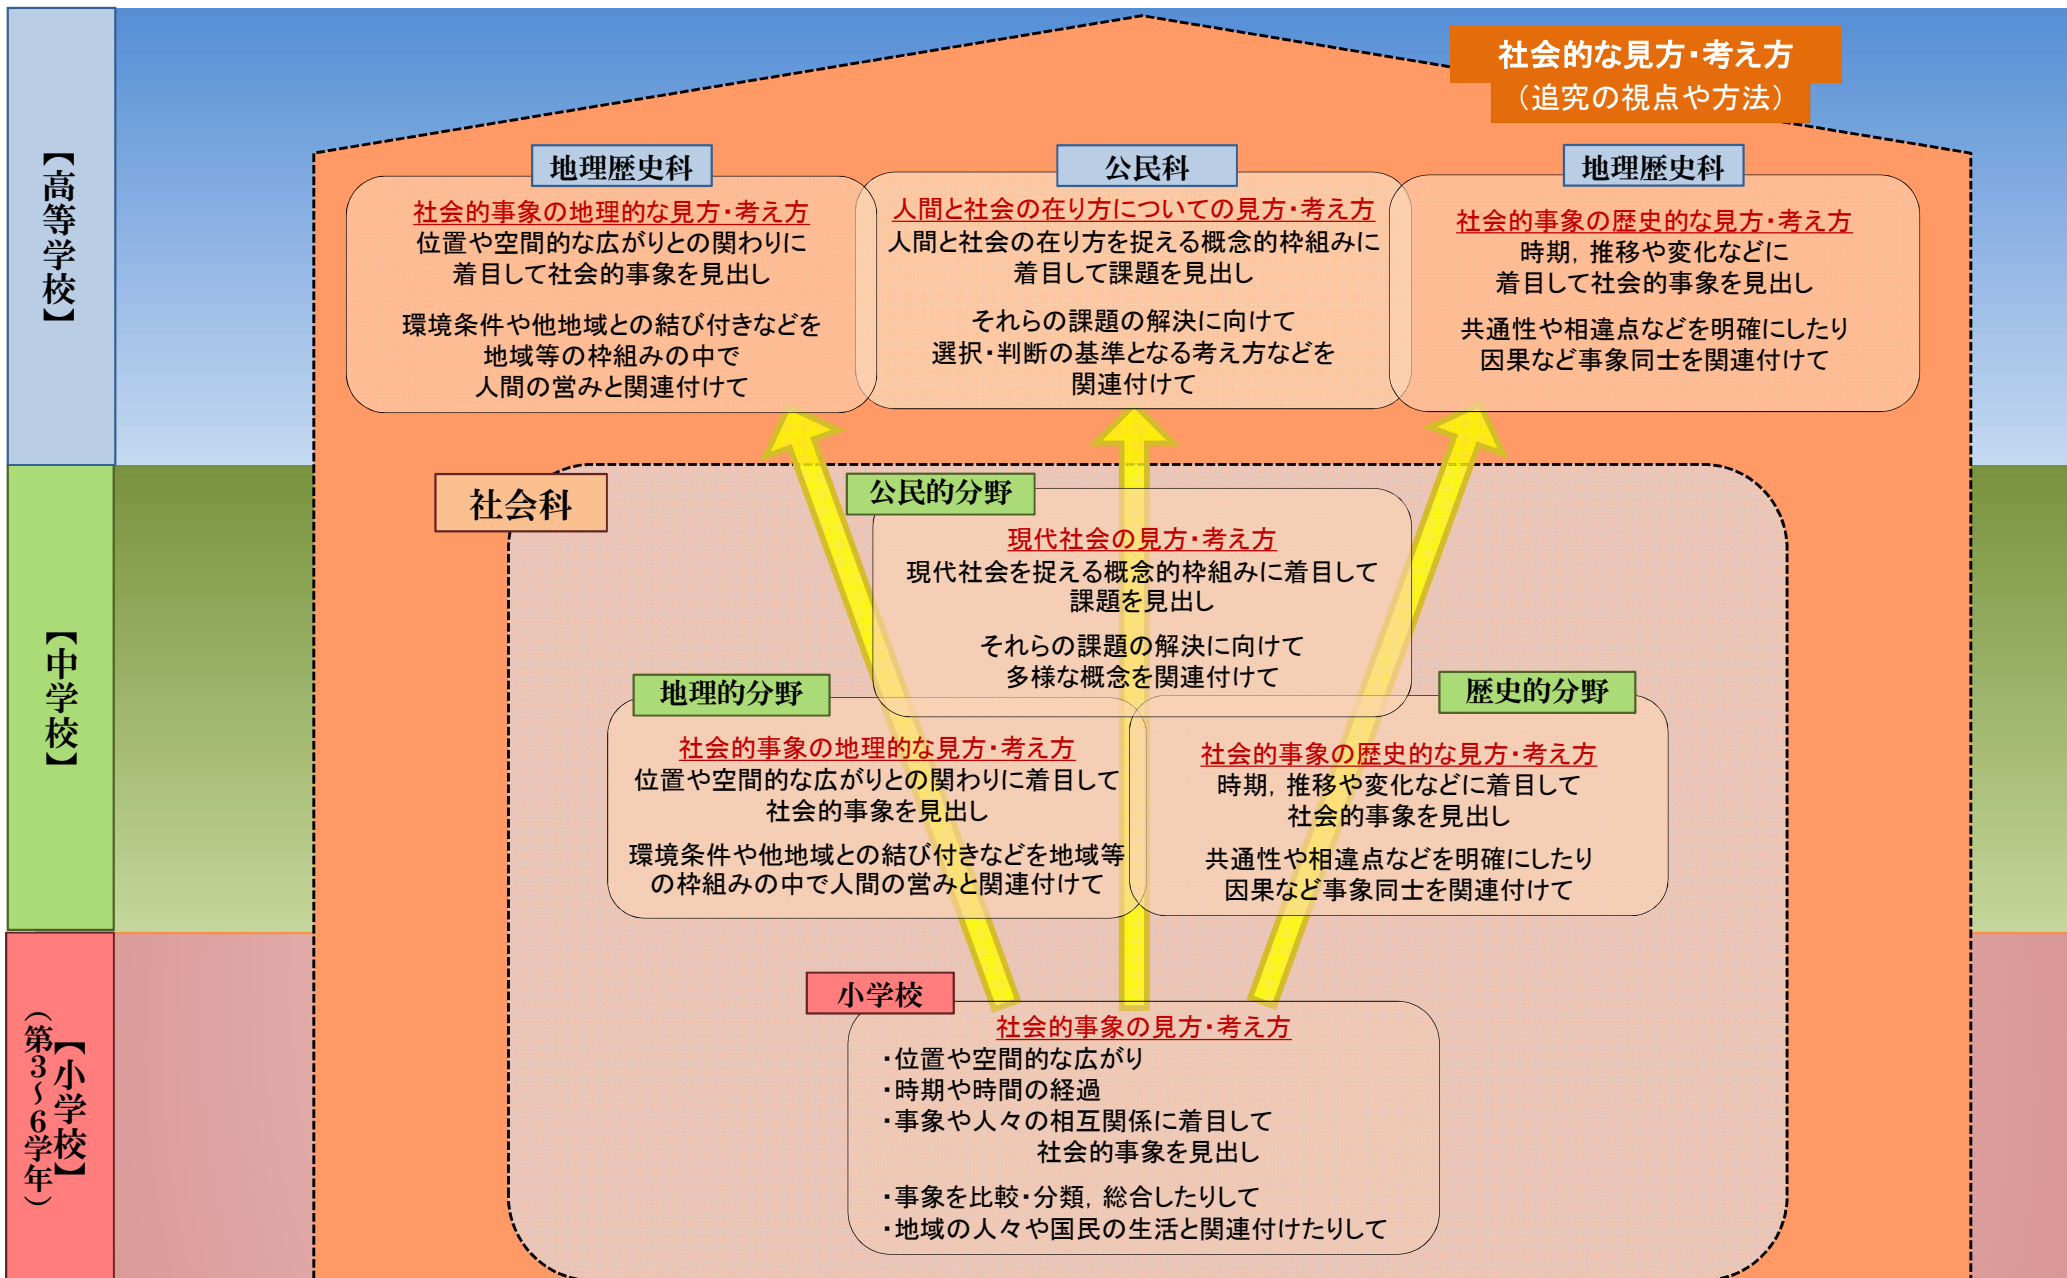 社会的な見方・考え方
（追究の視点や方法）
【高等学校】
地理歴史科
社会的事象の地理的な見方・考え方
位置や空間的な広がりとの関わりに
着目して社会的事象を見出し
環境条件や他地域との結び付きなどを
地域等の枠組みの中で
人間の営みと関連付けて
公民科
人間と社会の在り方についての見方・考え方
人間と社会の在り方を捉える概念的枠組みに
着目して課題を見出し
それらの課題の解決に向けて
選択・判断の基準となる考え方などを
関連付けて
地理歴史科
社会的事象の歴史的な見方・考え方
時期，推移や変化などに
着目して社会的事象を見出し
共通性や相違点などを明確にしたり
因果など事象同士を関連付けて
【中学校】
社会科
公民的分野
現代社会の見方・考え方
現代社会を捉える概念的枠組みに着目して
課題を見出し
それらの課題の解決に向けて
多様な概念を関連付けて
地理的分野
社会的事象の地理的な見方・考え方
位置や空間的な広がりとの関わりに着目して
社会的事象を見出し
環境条件や他地域との結び付きなどを地域等
の枠組みの中で人間の営みと関連付けて
歴史的分野
社会的事象の歴史的な見方・考え方
時期，推移や変化などに着目して
社会的事象を見出し
共通性や相違点などを明確にしたり
因果など事象同士を関連付けて
【小学校】
（第３～６学年）
小学校
社会的事象の見方・考え方
・位置や空間的な広がり
・時期や時間の経過
・事象や人々の相互関係に着目して
社会的事象を見出し
・事象を比較・分類，総合したりして
・地域の人々や国民の生活と関連付けたりして